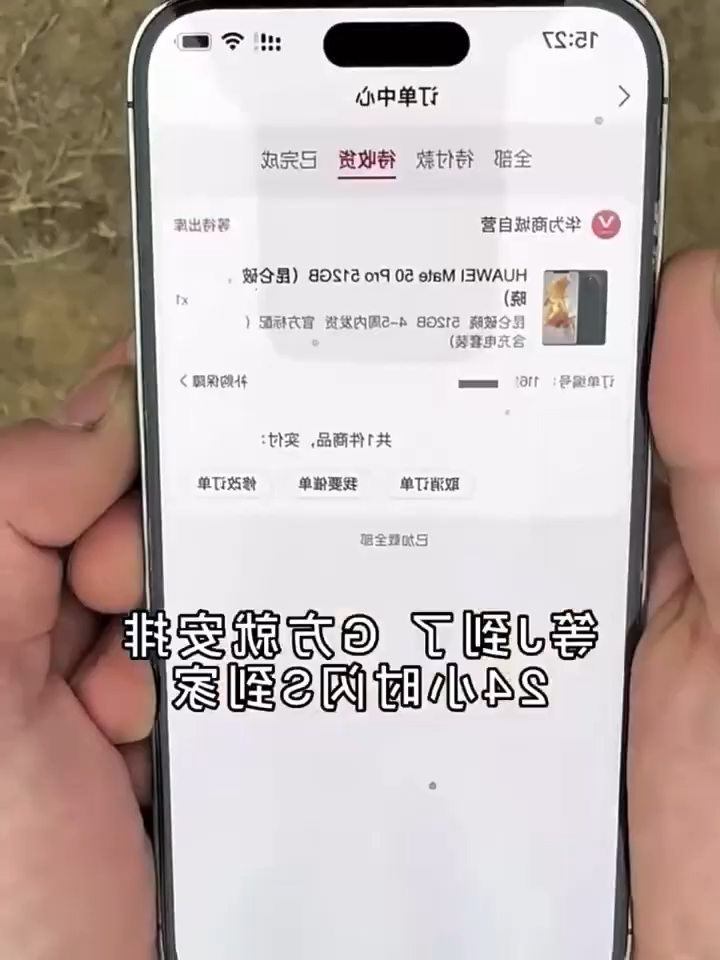 15:27
订单中心
全部 待付款 待收货 已完成
华为商城自营 等待出库
HUAWEI Mate 50 Pro 512GB（昆仑破
晓） x1
昆仑破晓 512GB 4-5周内发货 官方标配（
含充电套装）
订单编号：116 补购保障
共1件商品，实付：
取消订单 我要催单 修改订单
已加载全部
等J到了 G方就安排
24小时闪S到家